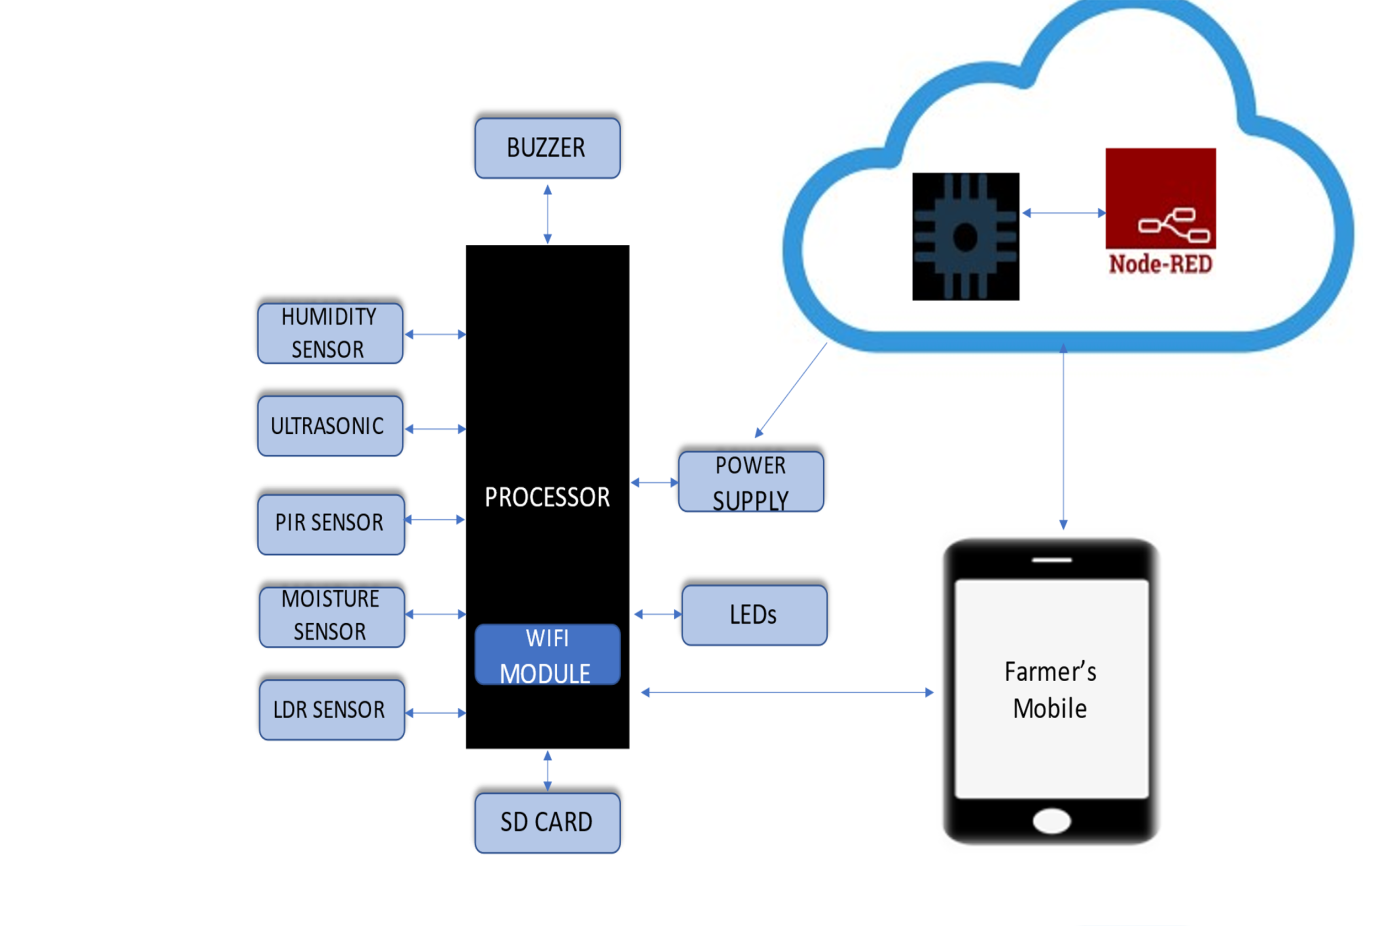 BUZZER
Node-RED
HUMIDITY
SENSOR
ULTRASONIC
POWER
SUPPLY
PROCESSOR
PIR SENSOR
MOISTURE
SENSOR
LEDs
WIFI
MODULE
Farmer’s
Mobile
LDR SENSOR
SD CARD